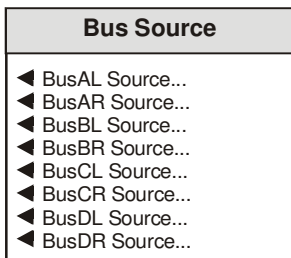 Bus Source
◄ BusAL Source...
◄ BusAR Source...
◄ BusBL Source...
◄ BusBR Source...
◄ BusCL Source...
◄ BusCR Source...
◄ BusDL Source...
◄ BusDR Source...